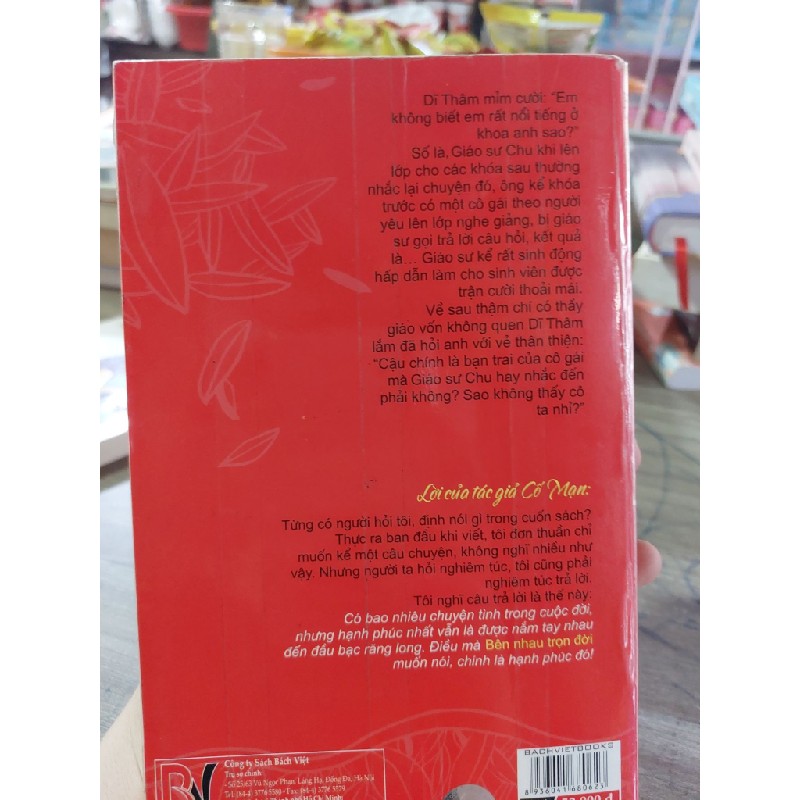 Dĩ Thâm mỉm cười: "Em
không biết em rất nổi tiếng ở
khoa anh sao?"
Số là, Giáo sư Chu khi lên
lớp cho các khóa sau thường
nhắc lại chuyện đó, ông kể khóa
trước có một cô gái theo người
yêu lên lớp nghe giảng, bị giáo
sư gọi trả lời câu hỏi, kết quả
là... Giáo sư kể rất sinh động
hấp dẫn làm cho sinh viên được
trận cười thoải mái.
Về sau thậm chí có thầy
giáo vốn không quen Dĩ Thâm
lắm đã hỏi anh với vẻ thân thiện:
"Cậu chính là bạn trai của cô gái
mà Giáo sư Chu hay nhắc đến
phải không? Sao không thấy cô
ta nhỉ?"
Lời của tác giả Cố Mạn:
Từng có người hỏi tôi, định nói gì trong cuốn sách?
Thực ra ban đầu khi viết, tôi đơn thuần chỉ
muốn kể một câu chuyện, không nghĩ nhiều như
vậy. Nhưng người ta hỏi nghiêm túc, tôi cũng phải
nghiêm túc trả lời.
Tôi nghĩ câu trả lời là thế này:
Có bao nhiêu chuyện tình trong cuộc đời,
nhưng hạnh phúc nhất vẫn là được nắm tay nhau
đến đầu bạc răng long. Điều mà Bên nhau trọn đời
muốn nói, chính là hạnh phúc đó!
Công ty Sách Bách Việt
Trụ sở chính:
BACHVIETBOOK
8 936041 680623